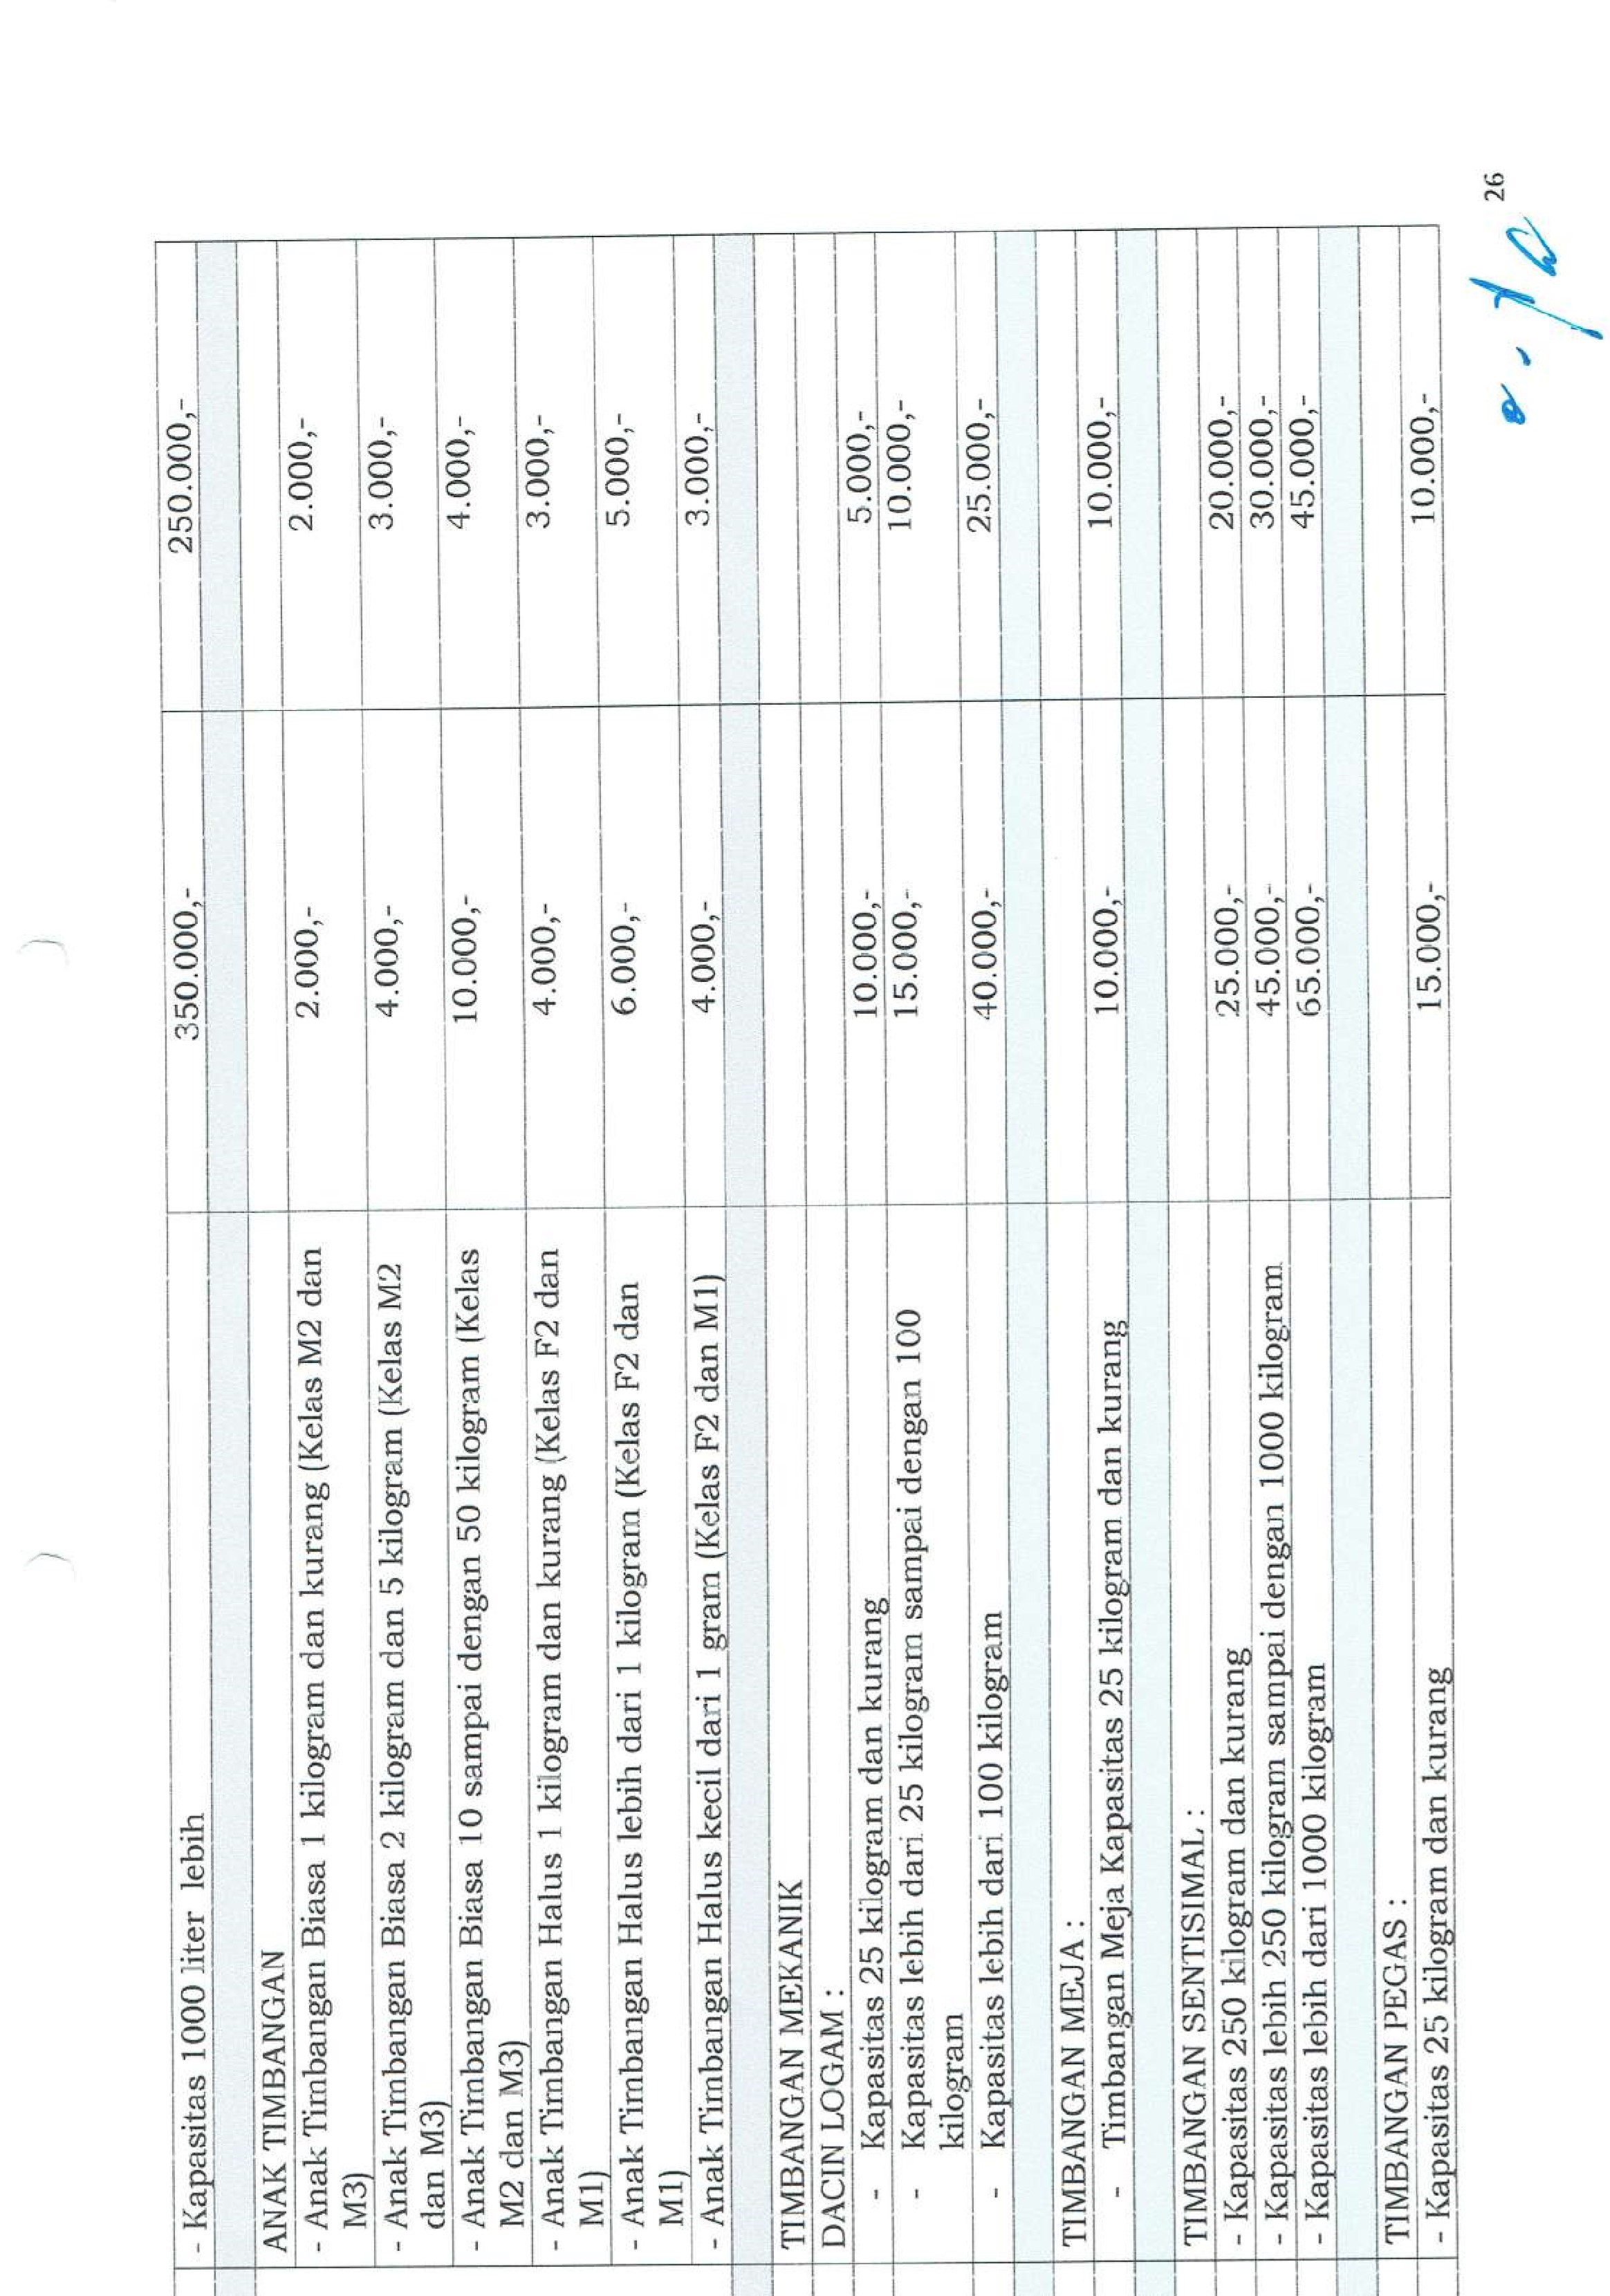 - Kapasitas 1000 liter lebih 350.000,- 250.000,-
ANAK TIMBANGAN
- Anak Timbangan Biasa 1 kilogram dan kurang (Kelas M2 dan 2.000,- 2.000,-
M3)
- Anak Timbangan Biasa 2 kilogram dan 5 kilogram (Kelas M2 4.000,- 3.000,-
dan M3)
- Anak Timbangan Biasa 10 sampai dengan 50 kilogram (Kelas 10.000,- 4.000,-
M2 dan M3)
- Anak Timbangan Halus 1 kilogram dan kurang (Kelas F2 dan 4.000,- 3.000,-
M1)
- Anak Timbangan Halus lebih dari 1 kilogram (Kelas F2 dan 6.000,- 5.000,-
M1)
- Anak Timbangan Halus kecil dari 1 gram (Kelas F2 dan M1) 4.000,- 3.000,-
TIMBANGAN MEKANIK
DACIN LOGAM :
- Kapasitas 25 kilogram dan kurang 10.000,- 5.000,-
- Kapasitas lebih dari 25 kilogram sampai dengan 100 15.000,- 10.000,-
kilogram
- Kapasitas lebih dari 100 kilogram 40.000,- 25.000,-
TIMBANGAN MEJA :
- Timbangan Meja Kapasitas 25 kilogram dan kurang 10.000,- 10.000,-
TIMBANGAN SENTISIMAL :
- Kapasitas 250 kilogram dan kurang 25.000,- 20.000,-
- Kapasitas lebih 250 kilogram sampai dengan 1000 kilogram 45.000,- 30.000,-
- Kapasitas lebih dari 1000 kilogram 65.000,- 45.000,-
TIMBANGAN PEGAS :
- Kapasitas 25 kilogram dan kurang 15.000,- 10.000,-
26